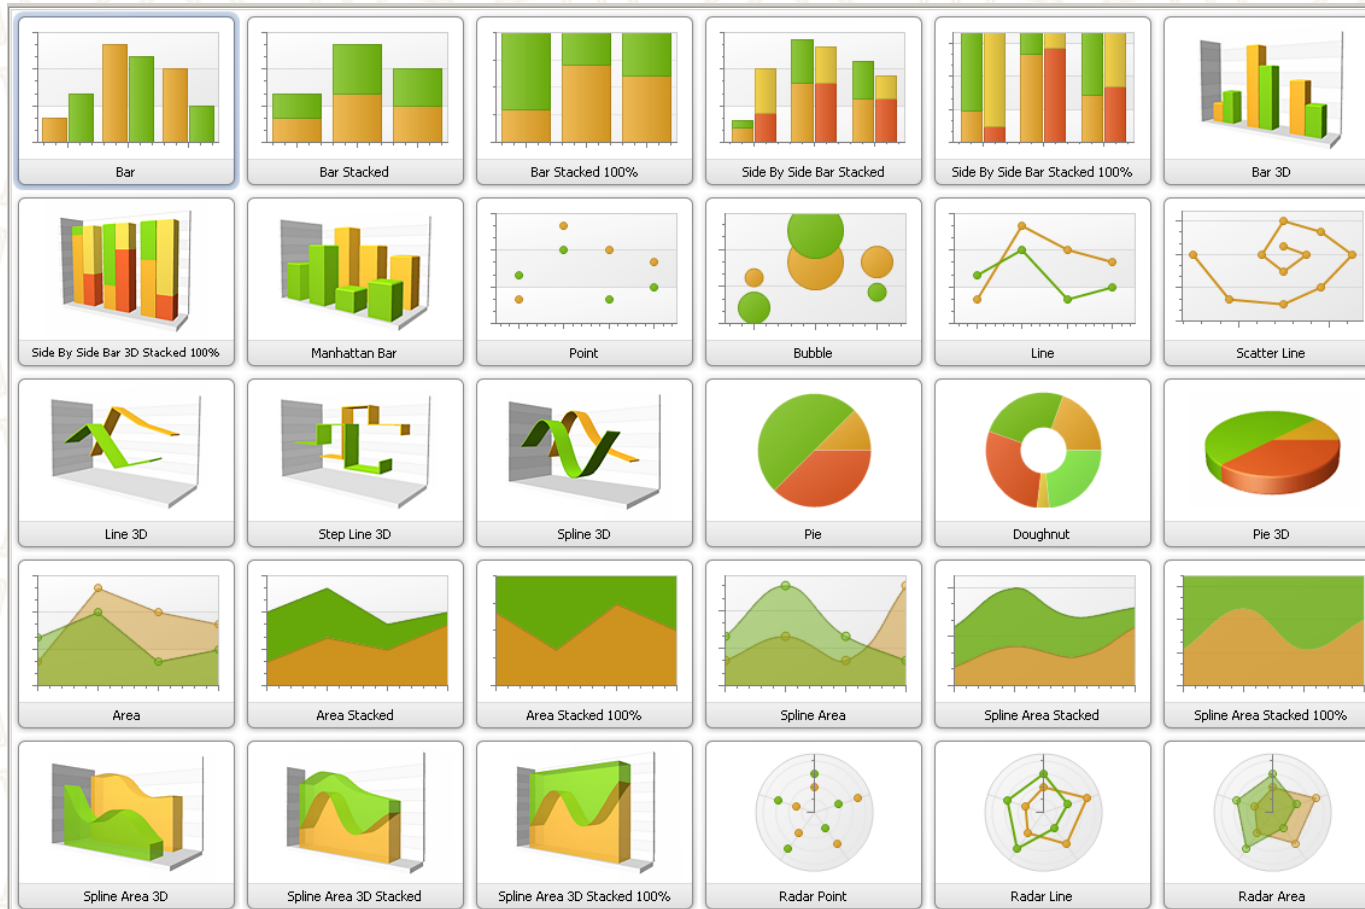 Bar
Bar Stacked
Bar Stacked 100%
Side By Side Bar Stacked
Side By Side Bar Stacked 100%
Bar 3D
Side By Side Bar 3D Stacked 100%
Manhattan Bar
Point
Bubble
Line
Scatter Line
Line 3D
Step Line 3D
Spline 3D
Pie
Doughnut
Pie 3D
Area
Area Stacked
Area Stacked 100%
Spline Area
Spline Area Stacked
Spline Area Stacked 100%
Spline Area 3D
Spline Area 3D Stacked
Spline Area 3D Stacked 100%
Radar Point
Radar Line
Radar Area